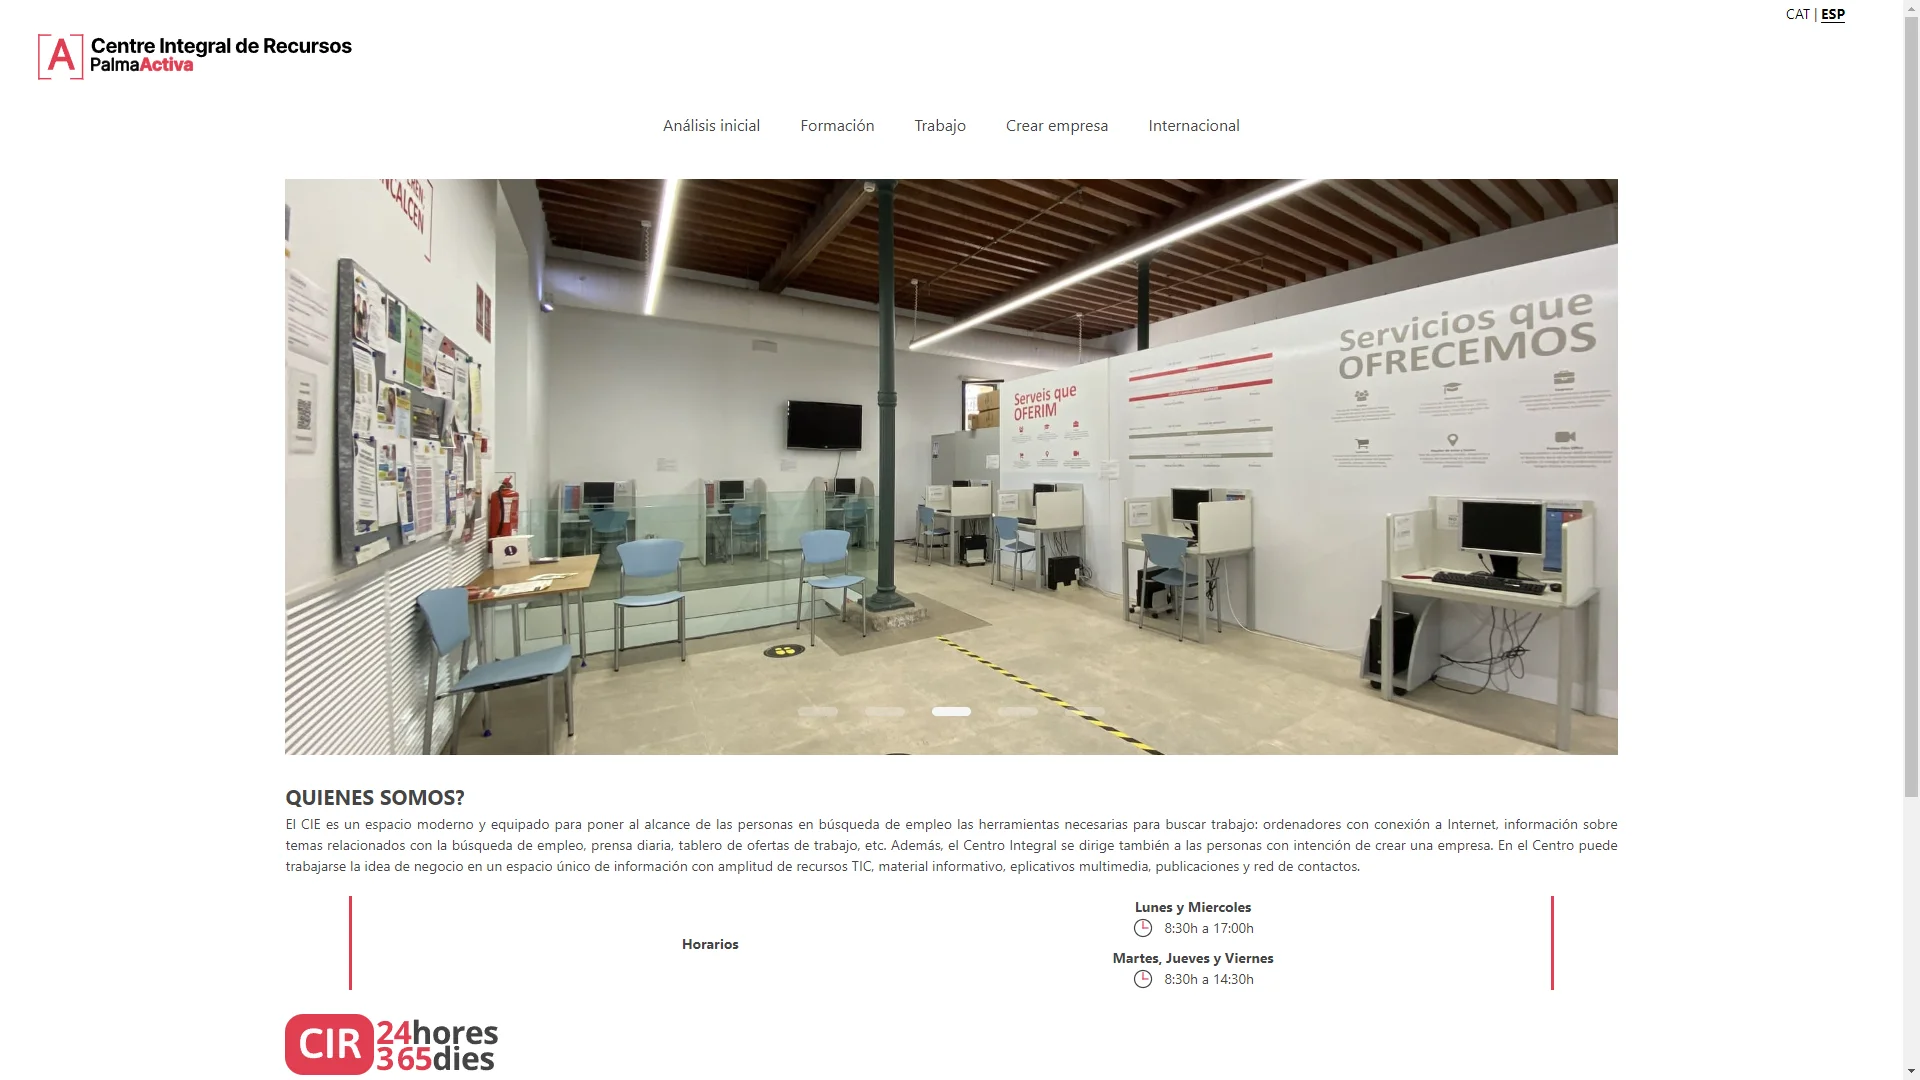 CAT | ESP
[A] Centre Integral de Recursos
PalmaActiva
Análisis inicial Formación Trabajo Crear empresa Internacional
Servicios que
OFRECEMOS
Serveis que
OFERIM
QUIENES SOMOS?
El CIE es un espacio moderno y equipado para poner al alcance de las personas en búsqueda de empleo las herramientas necesarias para buscar trabajo: ordenadores con conexión a Internet, información sobre
temas relacionados con la búsqueda de empleo, prensa diaria, tablero de ofertas de trabajo, etc. Además, el Centro Integral se dirige también a las personas con intención de crear una empresa. En el Centro puede
trabajarse la idea de negocio en un espacio único de información con amplitud de recursos TIC, material informativo, eplicativos multimedia, publicaciones y red de contactos.
Horarios
Lunes y Miercoles
8:30h a 17:00h
Martes, Jueves y Viernes
8:30h a 14:30h
CIR 24hores
365dies